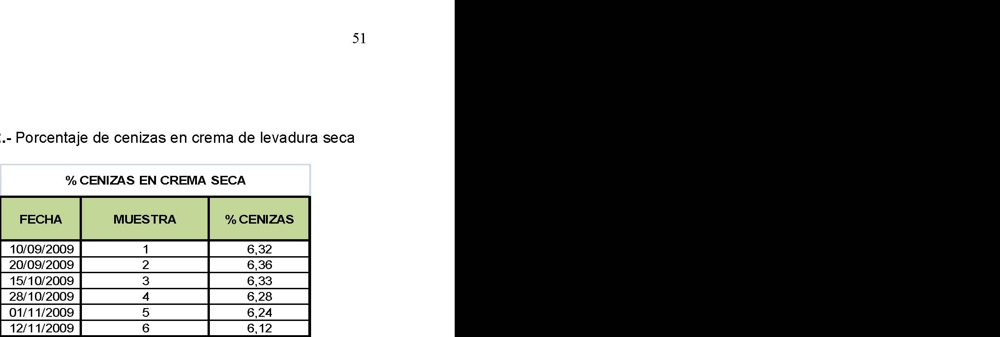 51
.- Porcentaje de cenizas en crema de levadura seca
% CENIZAS EN CREMA SECA
FECHA MUESTRA % CENIZAS
10/09/2009 1 6,32
20/09/2009 2 6,36
15/10/2009 3 6,33
28/10/2009 4 6,28
01/11/2009 5 6,24
12/11/2009 6 6,12